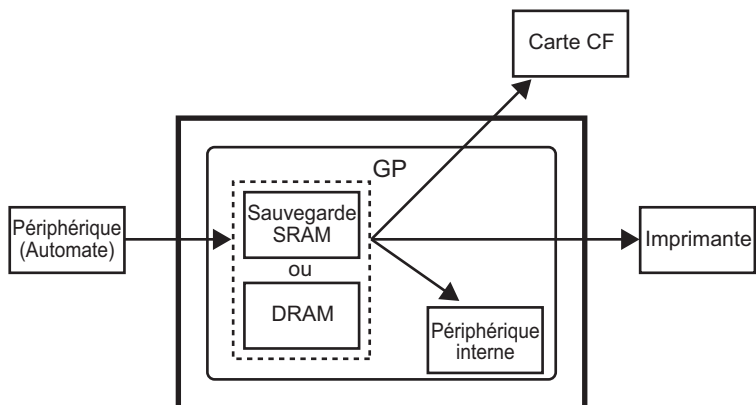 Carte CF
GP
Sauvegarde
SRAM
ou
DRAM
Périphérique
(Automate)
Imprimante
Périphérique
interne